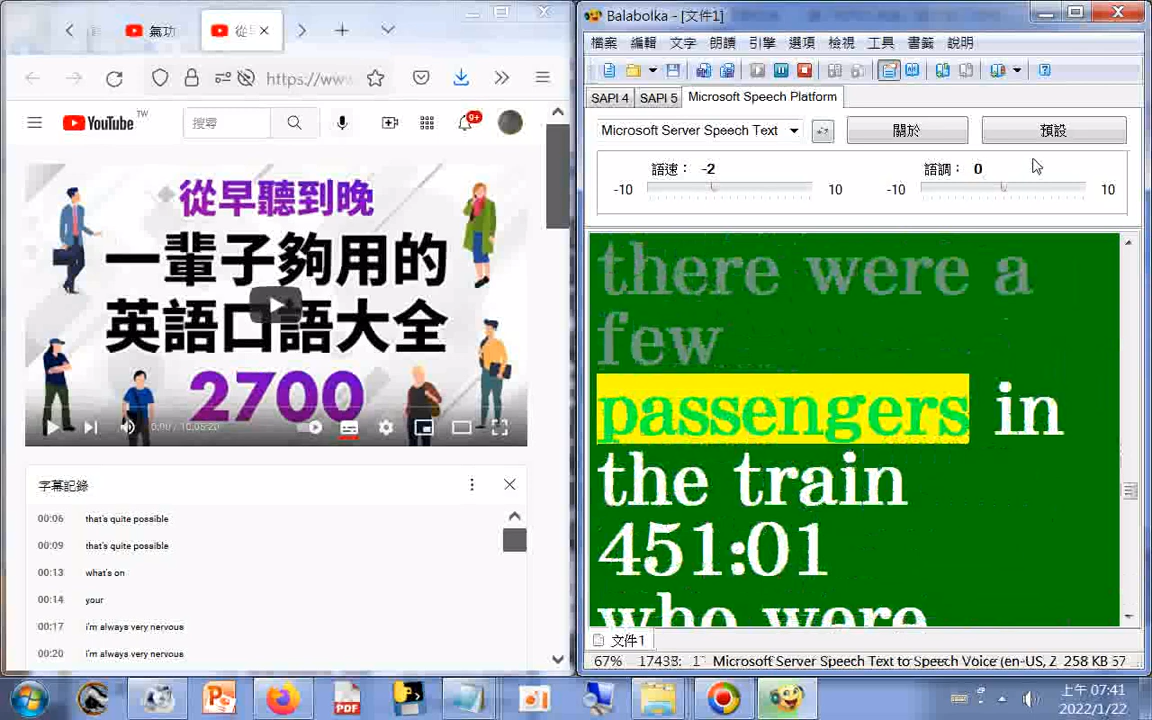 氣功
從
https://www
YouTube TW
搜尋
9+
從早聽到晚
一輩子夠用的
英語口語大全
2700
0:00 / 10:05:20
字幕記錄
00:06 that's quite possible
00:09 that's quite possible
00:13 what's on
00:14 your
00:17 i'm always very nervous
00:20 i'm always very nervous
Balabolka - [文件1]
檔案 編輯 文字 朗讀 引擎 選項 檢視 工具 書籤 說明
SAPI 4 SAPI 5 Microsoft Speech Platform
Microsoft Server Speech Text
關於
預設
語速： -2
語調： 0
-10 10 -10 10
there were a
few
passengers in
the train
451:01
who were
文件1
67% Microsoft Server Speech Text to Speech Voice (en-US, Z 258 KB
PDF
上午 07:41
2022/1/22